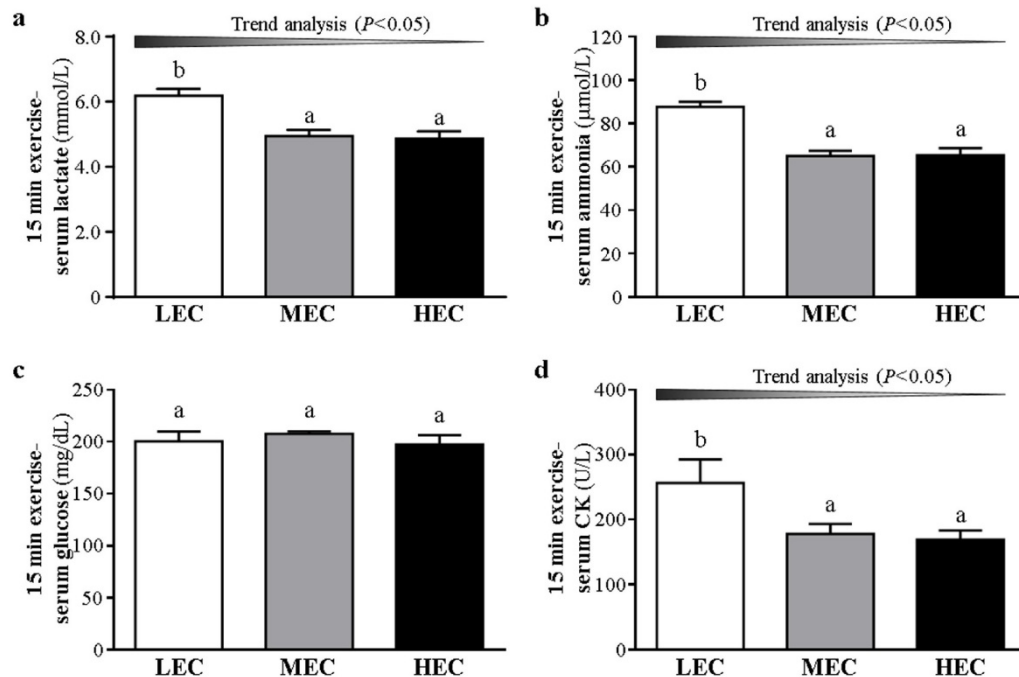 a
Trend analysis (P<0.05)
15 min exercise-
serum lactate (mmol/L)
8.0
6.0
4.0
2.0
0
b
a
a
LEC MEC HEC
b
Trend analysis (P<0.05)
15 min exercise-
serum ammonia (μmol/L)
120
100
80
60
40
20
0
b
a
a
LEC MEC HEC
c
15 min exercise-
serum glucose (mg/dL)
250
200
150
100
50
0
a
a
a
LEC MEC HEC
d
Trend analysis (P<0.05)
15 min exercise-
serum CK (U/L)
400
300
200
100
0
b
a
a
LEC MEC HEC